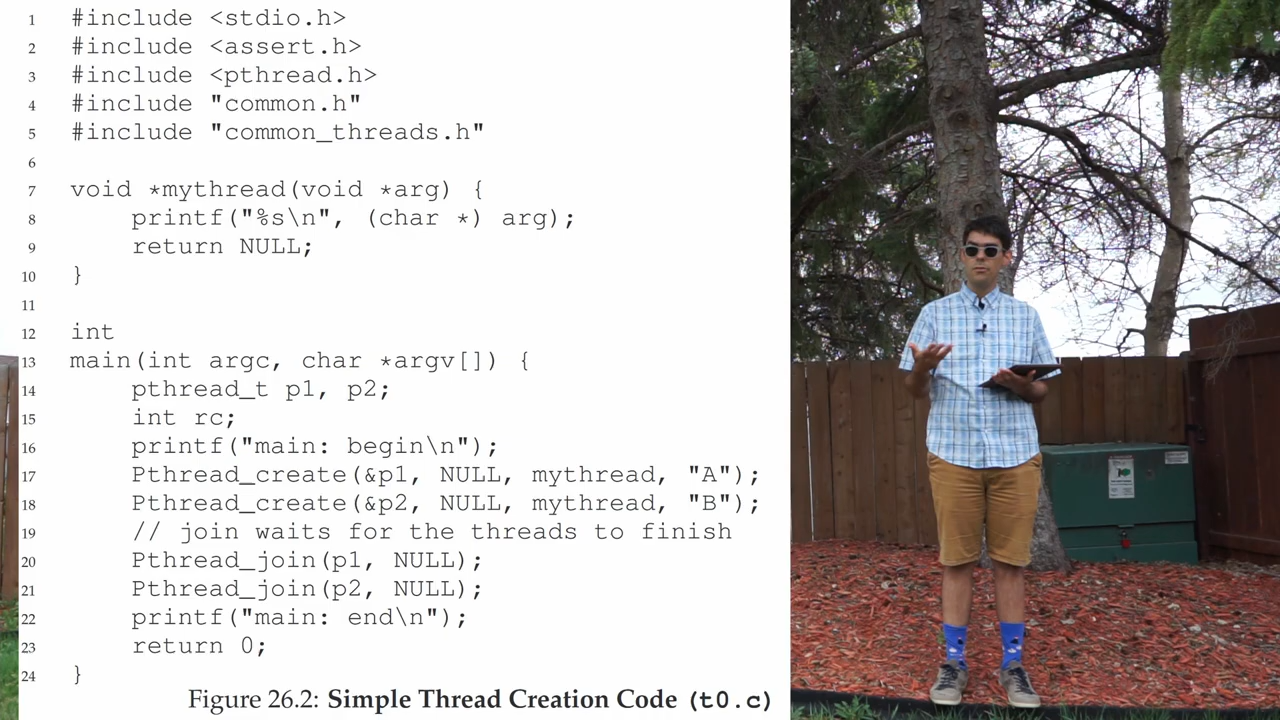 1 #include <stdio.h>
2 #include <assert.h>
3 #include <pthread.h>
4 #include "common.h"
5 #include "common_threads.h"
6
7 void *mythread(void *arg) {
8 printf("%s\n", (char *) arg);
9 return NULL;
10 }
11
12 int
13 main(int argc, char *argv[]) {
14 pthread_t p1, p2;
15 int rc;
16 printf("main: begin\n");
17 Pthread_create(&p1, NULL, mythread, "A");
18 Pthread_create(&p2, NULL, mythread, "B");
19 // join waits for the threads to finish
20 Pthread_join(p1, NULL);
21 Pthread_join(p2, NULL);
22 printf("main: end\n");
23 return 0;
24 }
Figure 26.2: Simple Thread Creation Code (t0.c)